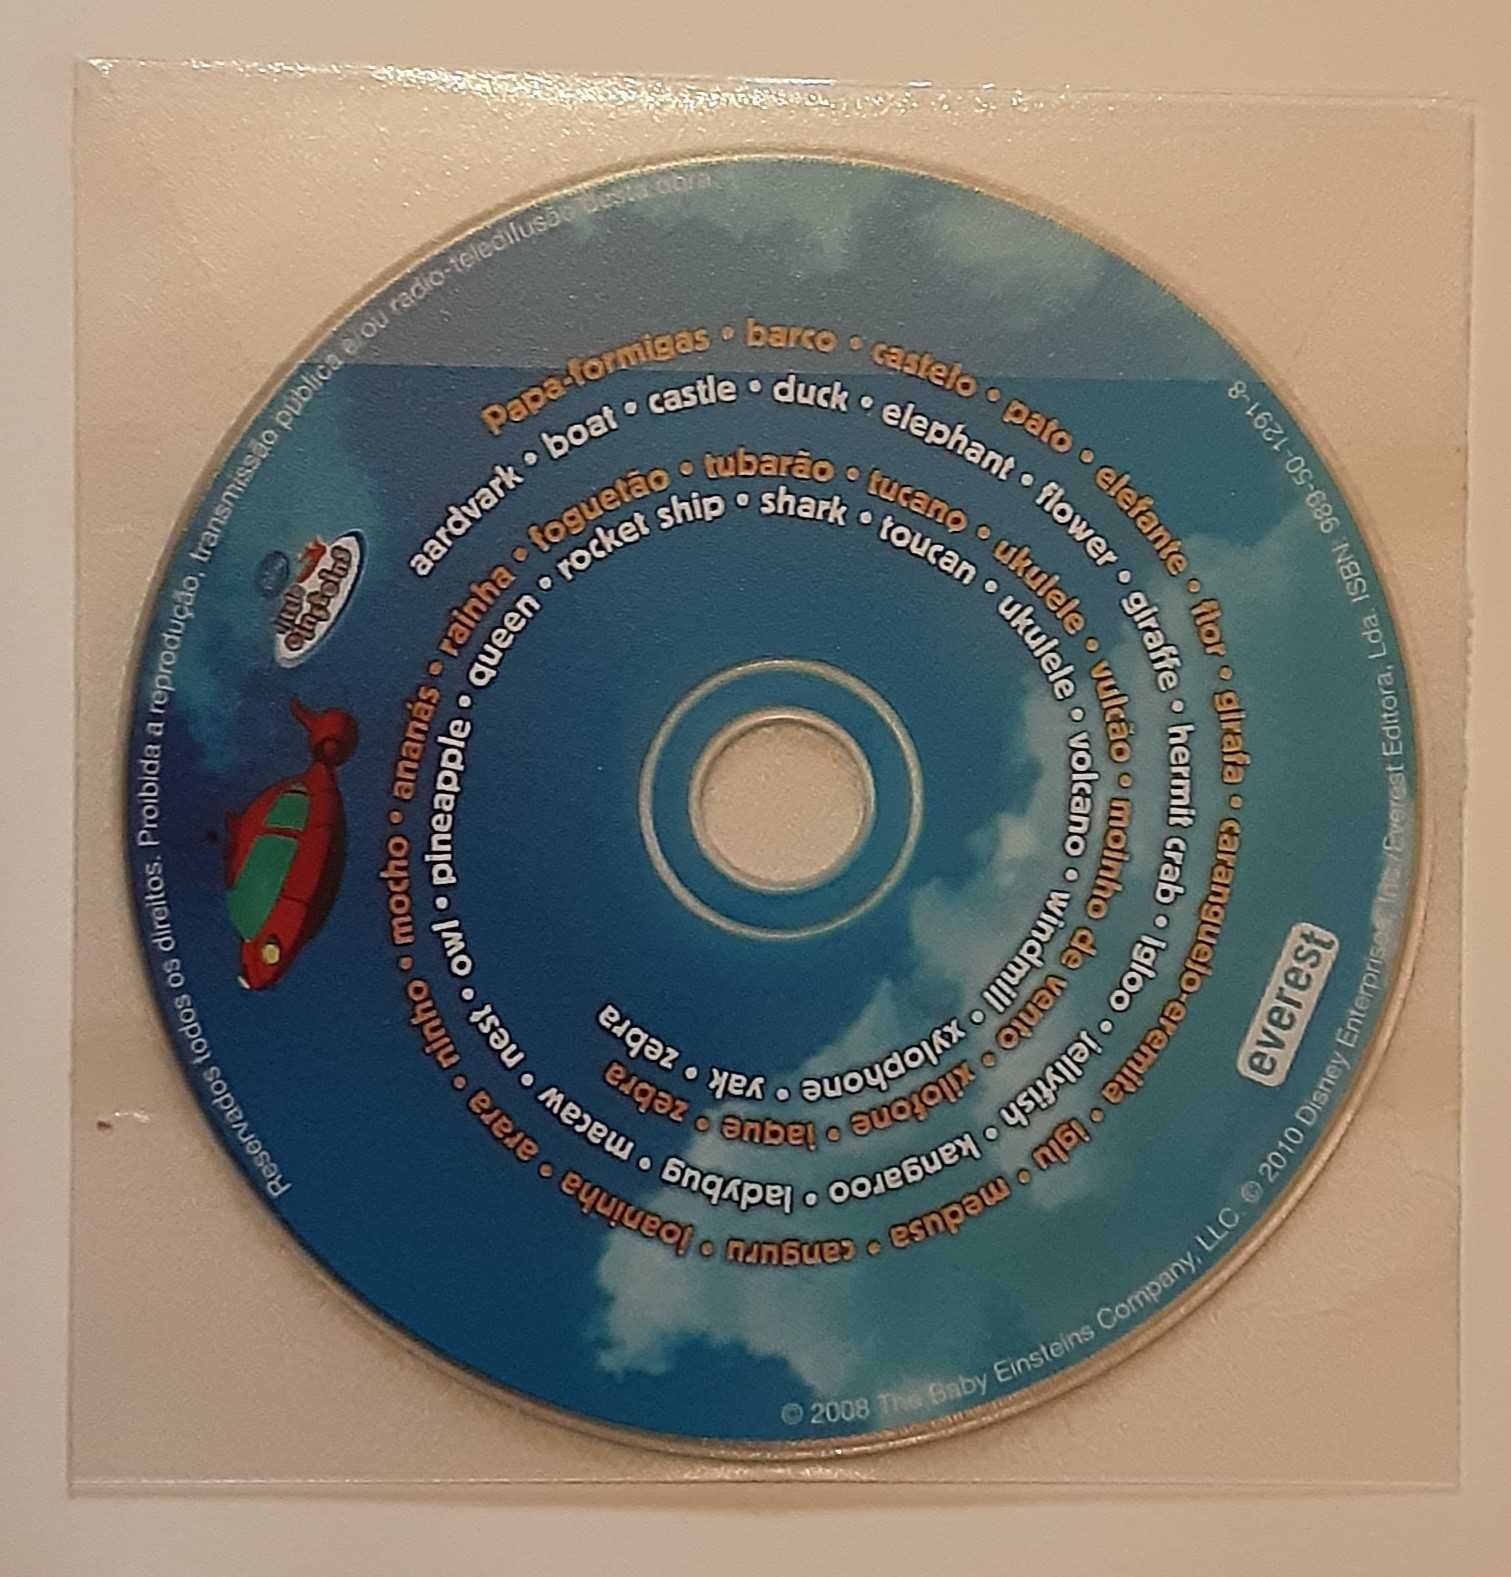 Papa-formigas • barco • castelo • pato • elefante • flor • girafa • caranguejo-eremita • iglu • medusa • canguru • joaninha • arara • ninho • mocho • ananás • rainha • foguetão • tubarão • tucano • ukulele • vulcão • moinho de vento • xilofone • iaque • zebra
aardvark • boat • castle • duck • elephant • flower • giraffe • hermit crab • igloo • jellyfish • kangaroo • ladybug • macaw • nest • owl • pineapple • queen • rocket ship • shark • toucan • ukulele • volcano • windmill • xylophone • yak • zebra
Disney
little einsteins
everest
Reservados todos os direitos. Proibida a reprodução, transmissão pública e/ou radio-teledifusão desta obra.
© 2008 The Baby Einsteins Company, LLC. © 2010 Disney Enterprises, Inc./Everest Editora, Lda. ISBN: 989-50-1291-8